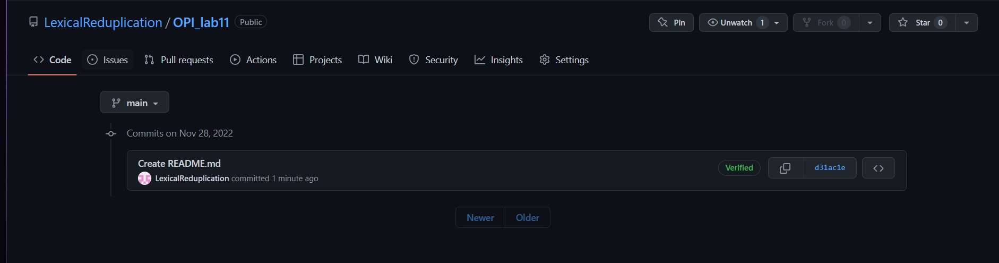 LexicalReduplication / OPI_lab11 Public Pin Unwatch 1 Fork 0 Star 0
Code Issues Pull requests Actions Projects Wiki Security Insights Settings
main
Commits on Nov 28, 2022
Create README.md
LexicalReduplication committed 1 minute ago
Verified d31ac1e
Newer Older